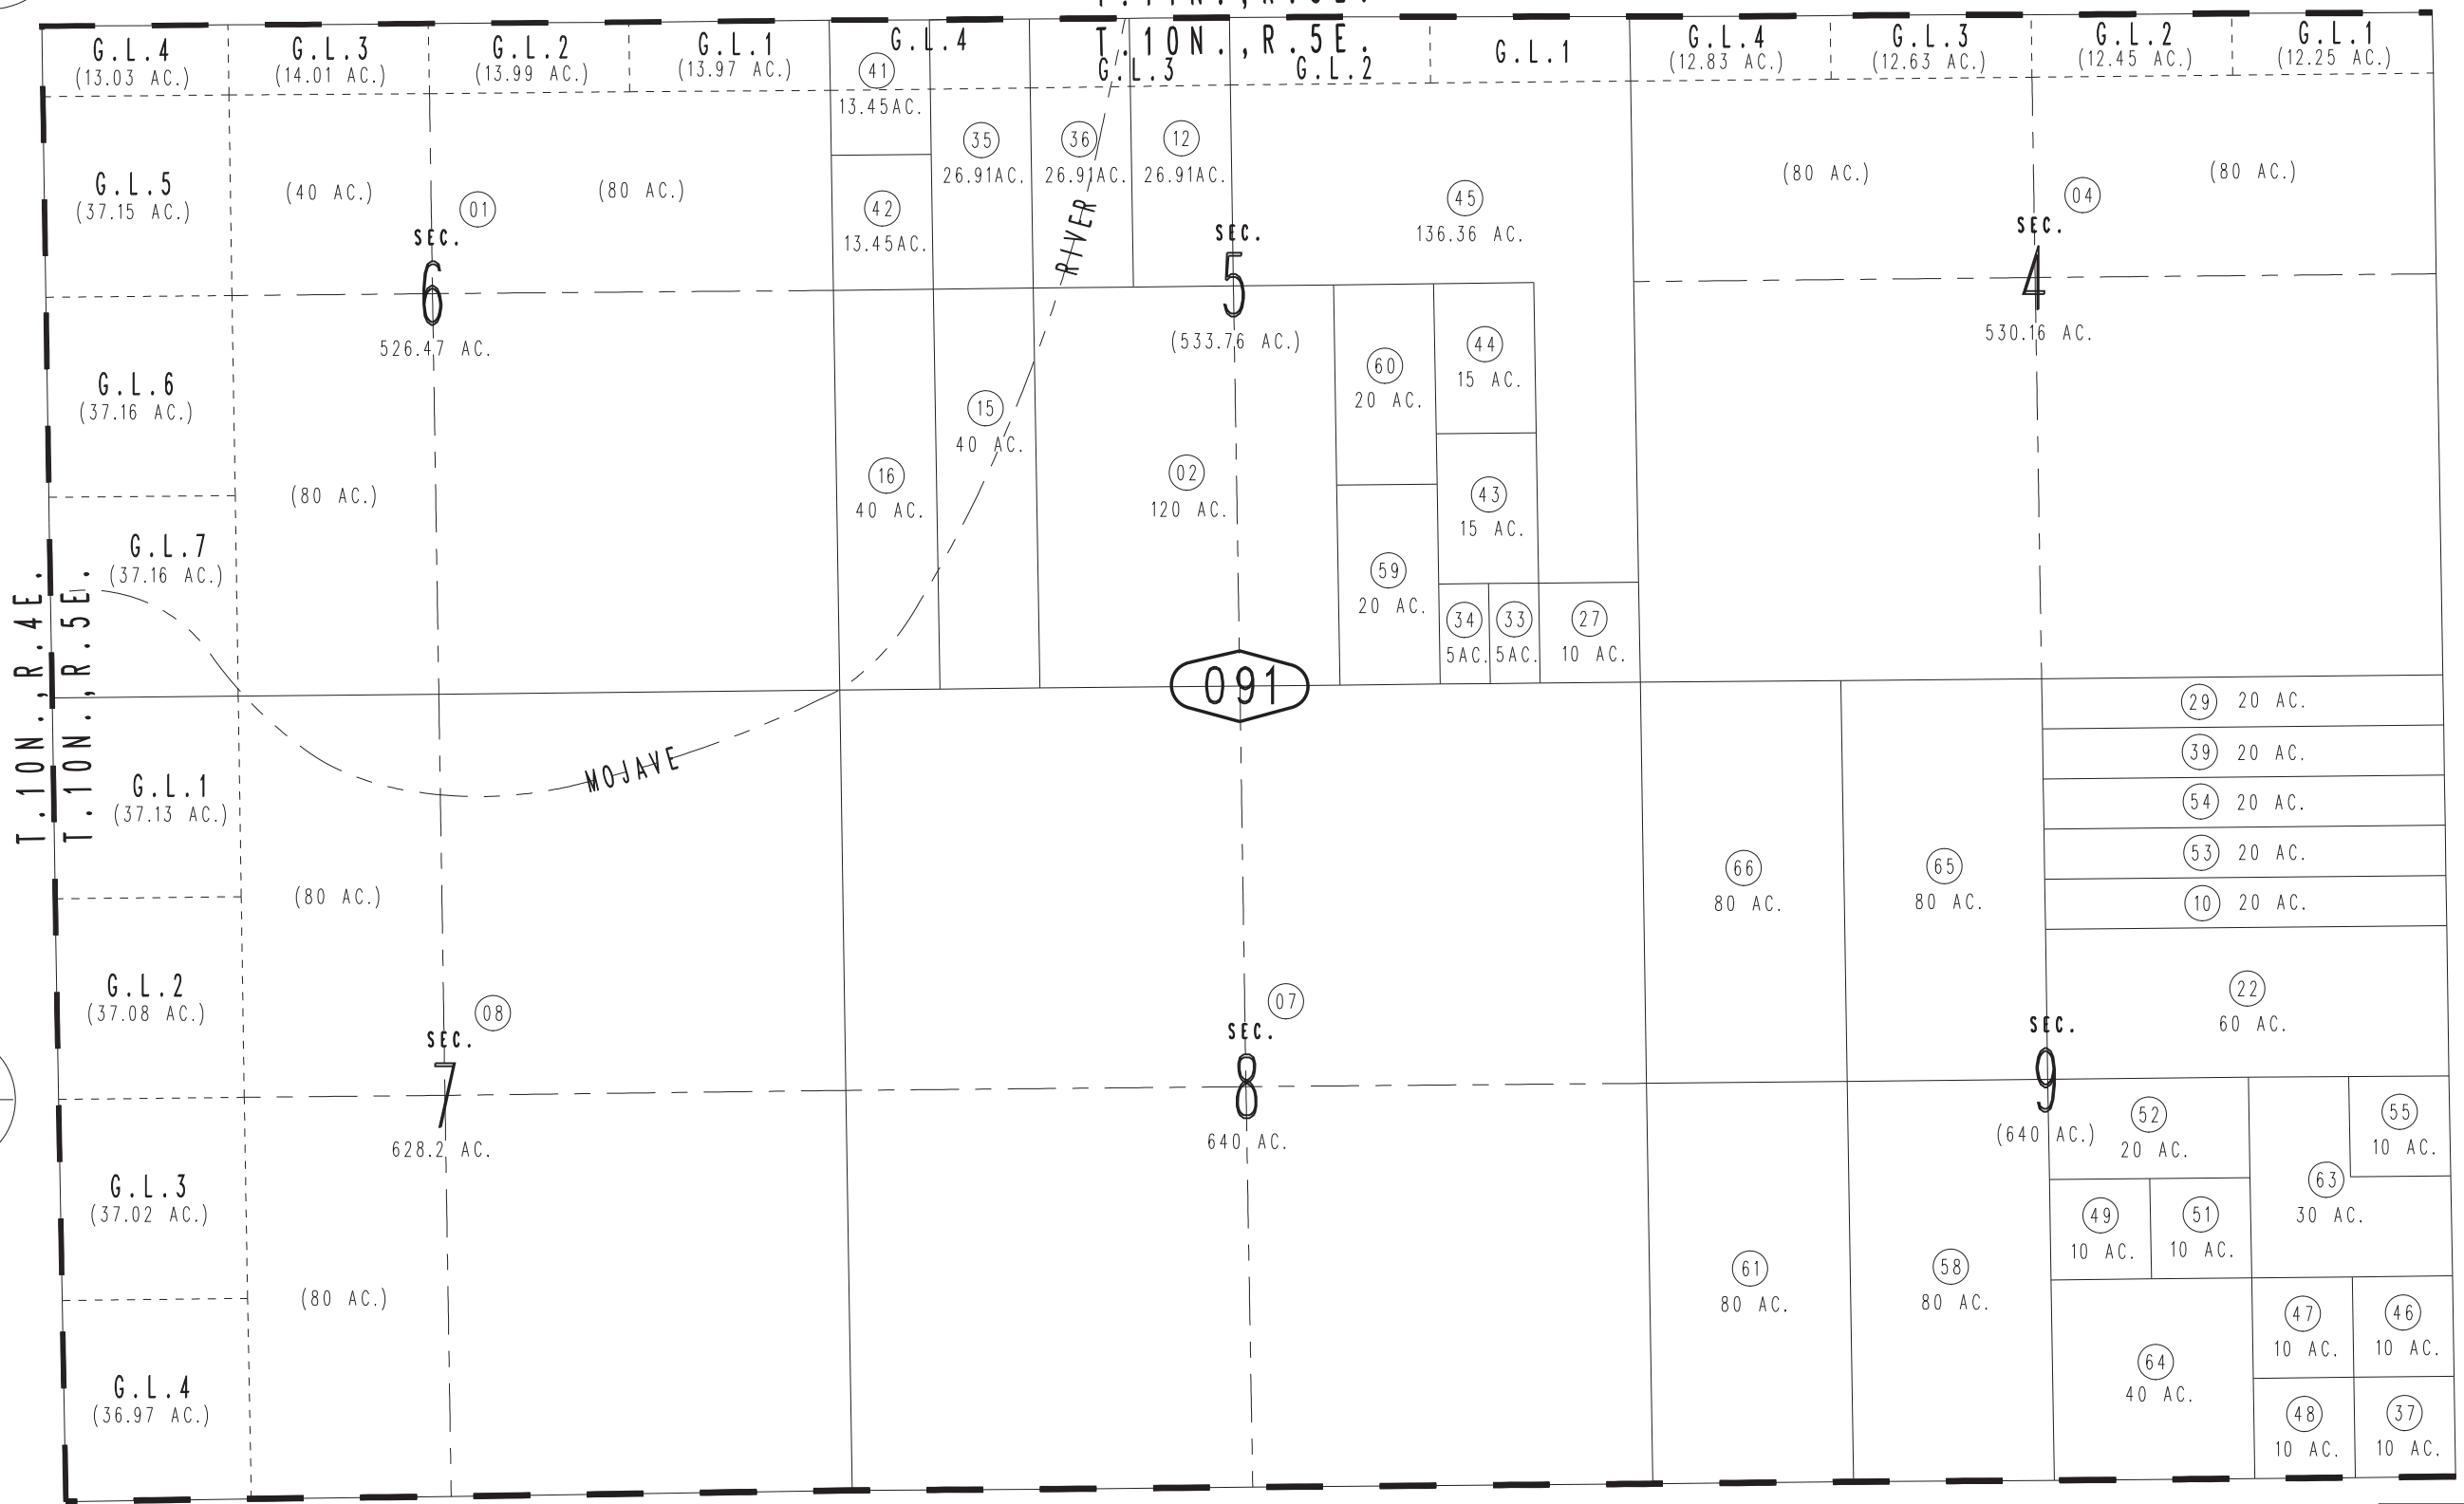 T.10N.,R.5E.
G.L.4
(13.03 AC.)
G.L.3
(14.01 AC.)
G.L.2
(13.99 AC.)
G.L.1
(13.97 AC.)
G.L.4
G.L.3
G.L.2
G.L.1
G.L.4
(12.83 AC.)
G.L.3
(12.63 AC.)
G.L.2
(12.45 AC.)
G.L.1
(12.25 AC.)
G.L.5
(37.15 AC.)
(40 AC.)
01
(80 AC.)
SEC.
6
526.47 AC.
G.L.6
(37.16 AC.)
(80 AC.)
G.L.7
(37.16 AC.)
41
13.45AC.
42
13.45AC.
35
26.91AC.
36
26.91AC.
12
26.91AC.
RIVER
45
136.36 AC.
SEC.
5
(533.76 AC.)
16
40 AC.
15
40 AC.
02
120 AC.
60
20 AC.
44
15 AC.
43
15 AC.
59
20 AC.
34
5AC.
33
5AC.
27
10 AC.
(80 AC.)
04
(80 AC.)
SEC.
4
530.16 AC.
T.10N.,R.4E.
T.10N.,R.5E.
091
MOJAVE
G.L.1
(37.13 AC.)
(80 AC.)
G.L.2
(37.08 AC.)
08
SEC.
7
628.2 AC.
G.L.3
(37.02 AC.)
(80 AC.)
G.L.4
(36.97 AC.)
07
SEC.
8
640 AC.
66
80 AC.
65
80 AC.
29 20 AC.
39 20 AC.
54 20 AC.
53 20 AC.
10 20 AC.
22
60 AC.
SEC.
9
(640 AC.)
52
20 AC.
55
10 AC.
63
30 AC.
49
10 AC.
51
10 AC.
61
80 AC.
58
80 AC.
64
40 AC.
47
10 AC.
46
10 AC.
48
10 AC.
37
10 AC.